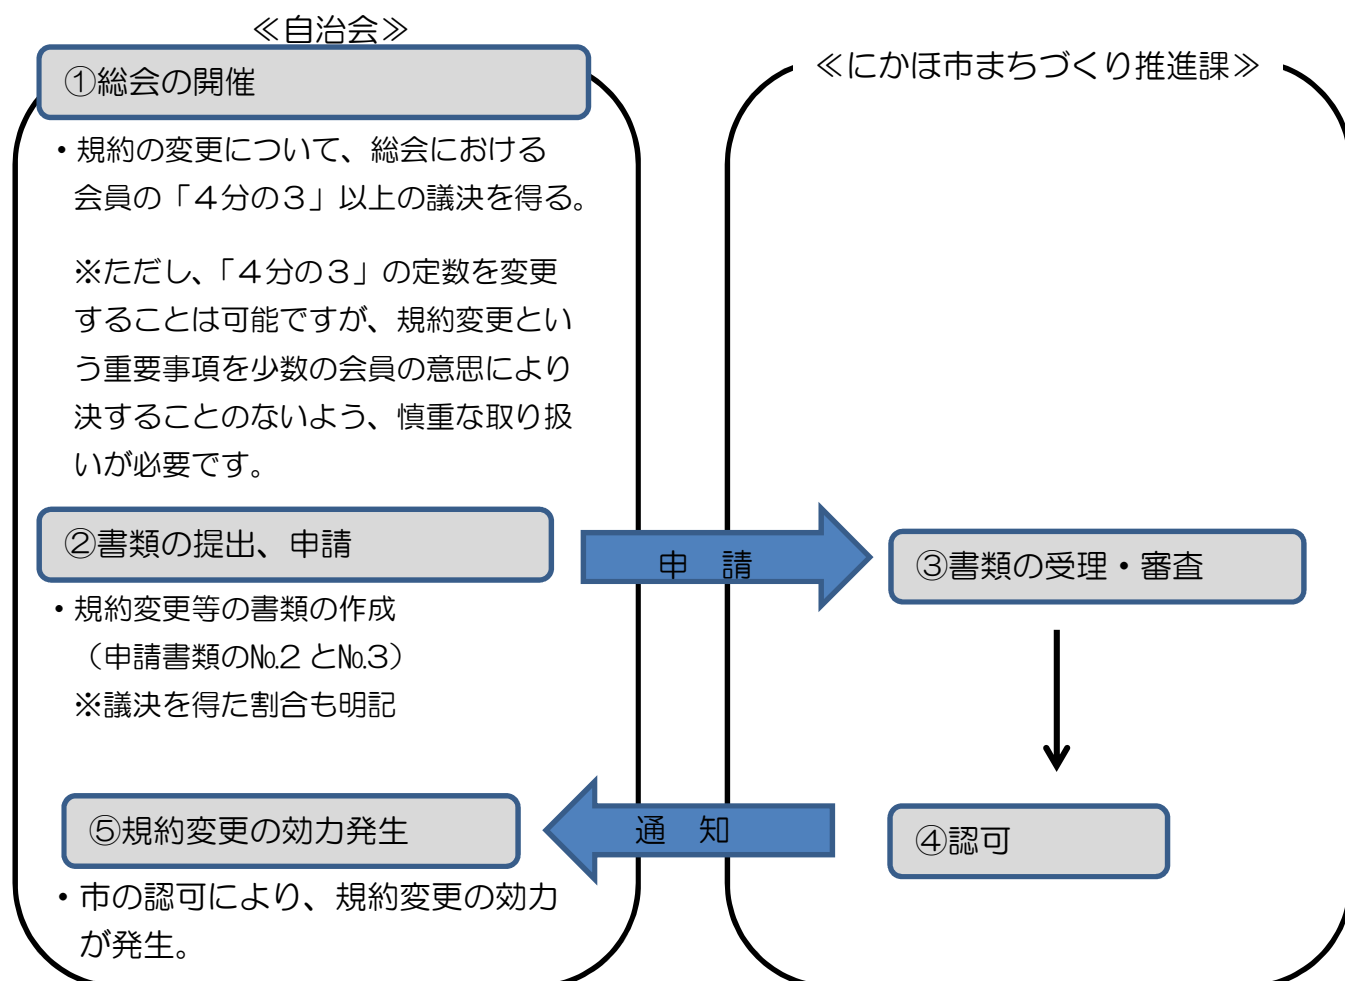 ≪自治会≫
①総会の開催
・規約の変更について、総会における
会員の「４分の３」以上の議決を得る。
※ただし、「４分の３」の定数を変更
することは可能ですが、規約変更とい
う重要事項を少数の会員の意思により
決することのないよう、慎重な取り扱
いが必要です。
②書類の提出、申請
・規約変更等の書類の作成
（申請書類の№2 と№3）
※議決を得た割合も明記
申　請
≪にかほ市まちづくり推進課≫
③書類の受理・審査
④認可
通　知
⑤規約変更の効力発生
・市の認可により、規約変更の効力
が発生。